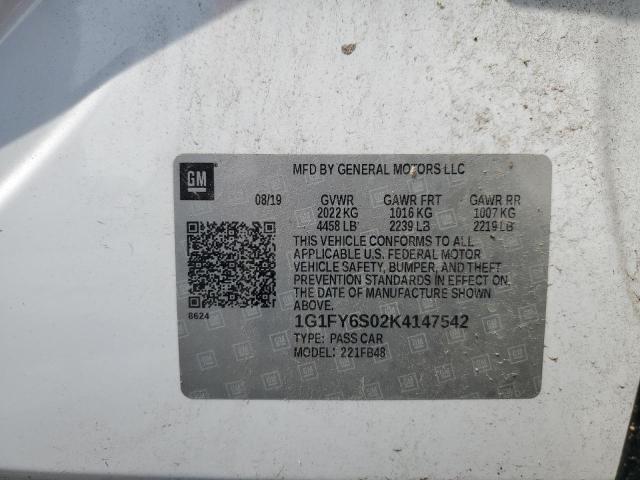 GM
MFD BY GENERAL MOTORS LLC
08/19 GVWR GAWR FRT GAWR RR
2022 KG 1016 KG 1007 KG
4458 LB 2239 LB 2219 LB
THIS VEHICLE CONFORMS TO ALL
APPLICABLE U.S. FEDERAL MOTOR
VEHICLE SAFETY, BUMPER, AND THEFT
PREVENTION STANDARDS IN EFFECT ON
THE DATE OF MANUFACTURE SHOWN
ABOVE.
8624
1G1FY6S02K4147542
TYPE: PASS CAR
MODEL: 221FB48